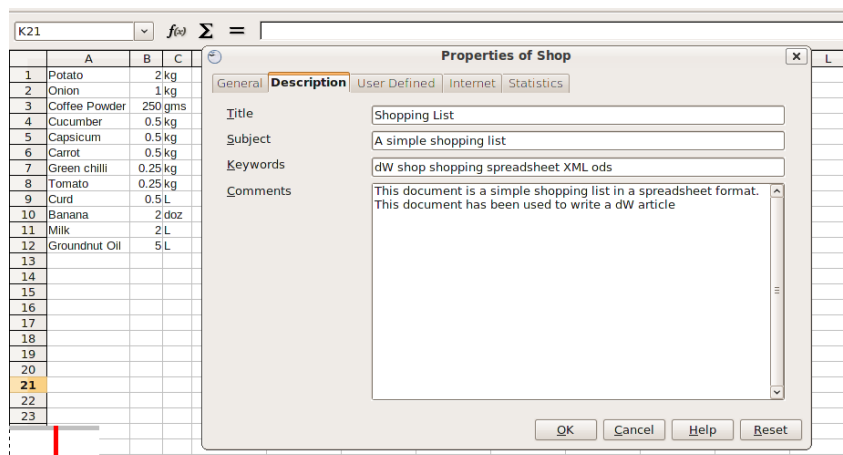 K21 f(x) Σ =
A B C L
Properties of Shop
General Description User Defined Internet Statistics
1 Potato 2 kg
2 Onion 1 kg
3 Coffee Powder 250 gms
4 Cucumber 0.5 kg
5 Capsicum 0.5 kg
6 Carrot 0.5 kg
7 Green chilli 0.25 kg
8 Tomato 0.25 kg
9 Curd 0.5 L
10 Banana 2 doz
11 Milk 2 L
12 Groundnut Oil 5 L
13
14
15
16
17
18
19
20
21
22
23
Title Shopping List
Subject A simple shopping list
Keywords dW shop shopping spreadsheet XML ods
Comments This document is a simple shopping list in a spreadsheet format.
This document has been used to write a dW article
OK Cancel Help Reset